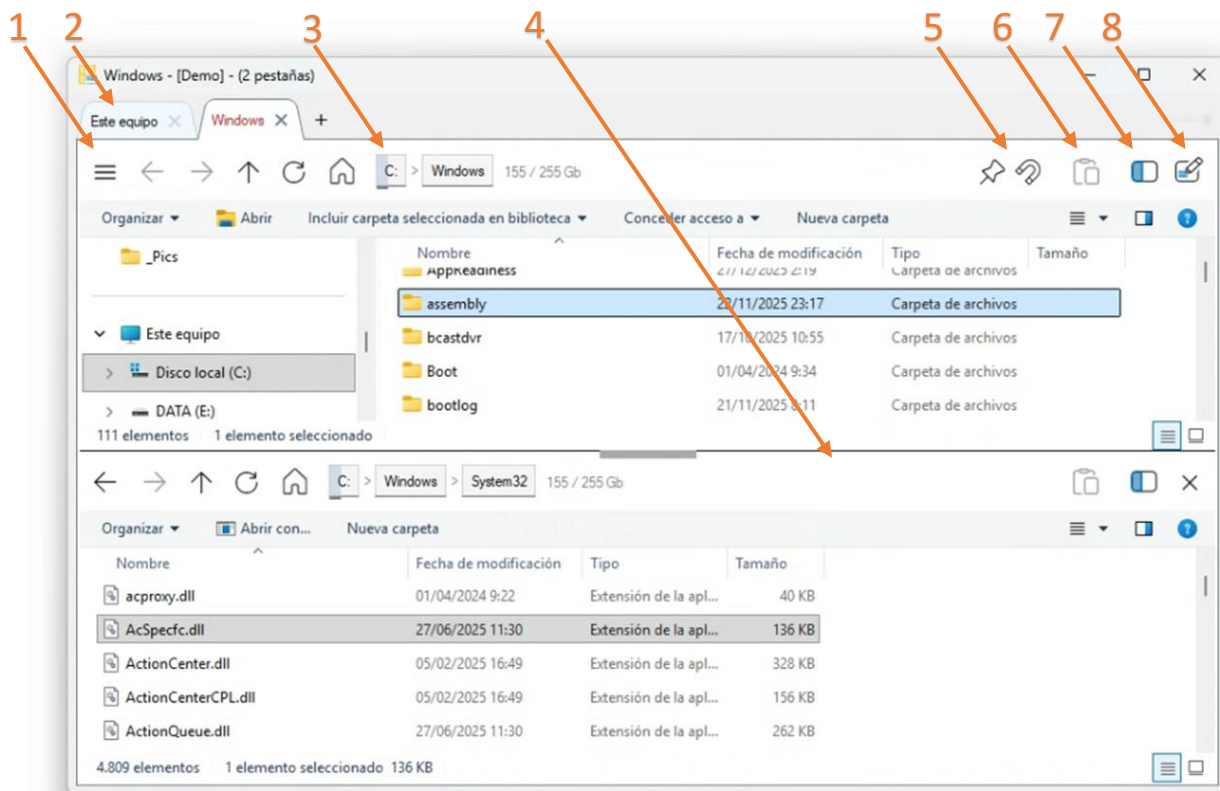 1 2 3 4 5 6 7 8
Windows - [Demo] - (2 pestañas)
Este equipo Windows +
C: > Windows 155 / 255 Gb
Organizar Abrir Incluir carpeta seleccionada en biblioteca Conceder acceso a Nueva carpeta
_Pics
Nombre Fecha de modificación Tipo Tamaño
AppReadiness 27/12/2025 2:19 Carpeta de archivos
assembly 22/11/2025 23:17 Carpeta de archivos
Este equipo
bcastdvr 17/10/2025 10:55 Carpeta de archivos
Disco local (C:)
Boot 01/04/2024 9:34 Carpeta de archivos
DATA (E:)
bootlog 21/11/2025 8:11 Carpeta de archivos
111 elementos 1 elemento seleccionado
C: > Windows > System32 155 / 255 Gb
Organizar Abrir con... Nueva carpeta
Nombre Fecha de modificación Tipo Tamaño
acproxy.dll 01/04/2024 9:22 Extensión de la apl... 40 KB
AcSpecfc.dll 27/06/2025 11:30 Extensión de la apl... 136 KB
ActionCenter.dll 05/02/2025 16:49 Extensión de la apl... 328 KB
ActionCenterCPL.dll 05/02/2025 16:49 Extensión de la apl... 156 KB
ActionQueue.dll 27/06/2025 11:30 Extensión de la apl... 262 KB
4.809 elementos 1 elemento seleccionado 136 KB